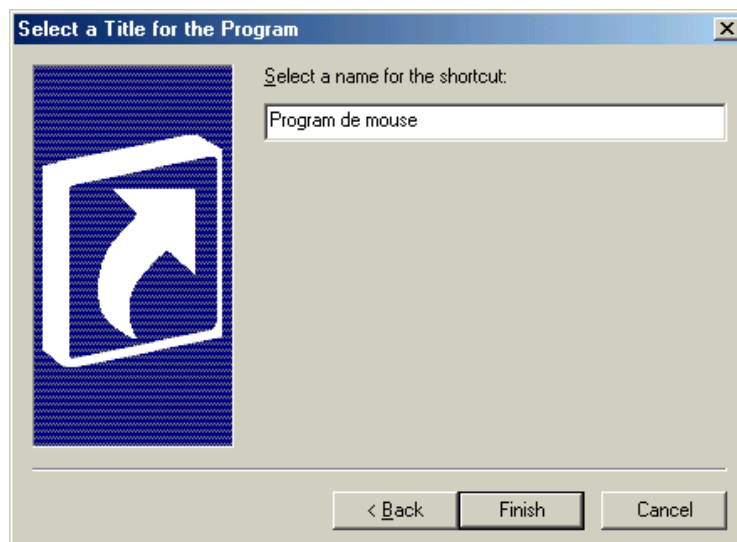 Select a Title for the Program
Select a name for the shortcut:
Program de mouse
< Back Finish Cancel